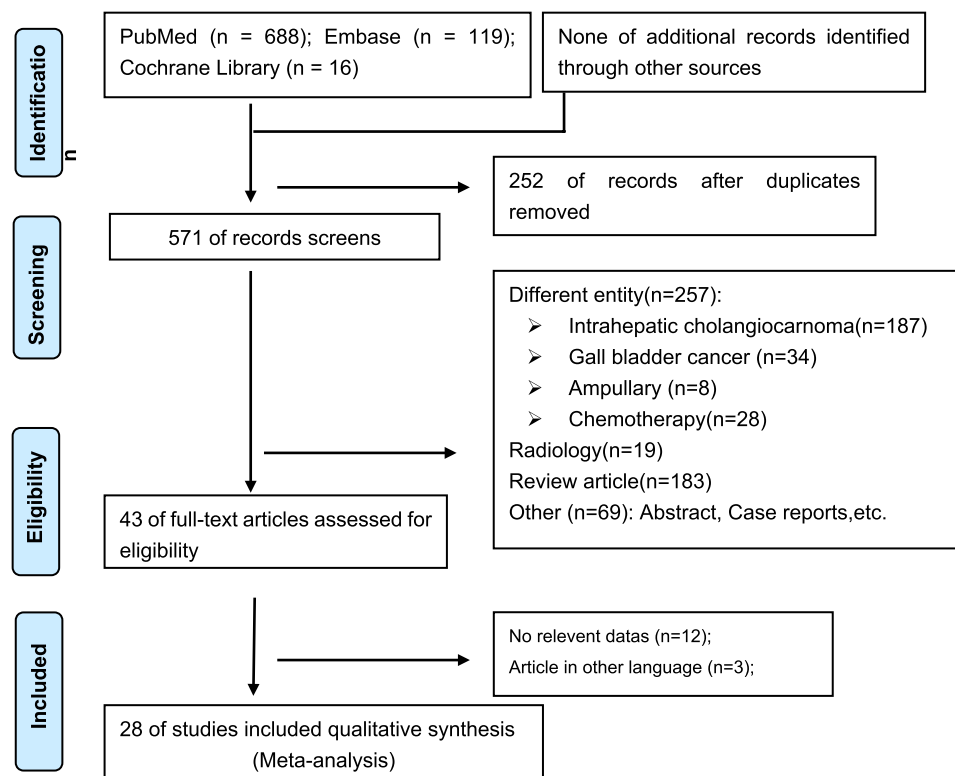 PubMed (n = 688); Embase (n = 119);
Cochrane Library (n = 16)
None of additional records identified
through other sources
Identificatio
n
252 of records after duplicates
removed
571 of records screens
Screening
Different entity(n=257):
➢ Intrahepatic cholangiocarnoma(n=187)
➢ Gall bladder cancer (n=34)
➢ Ampullary (n=8)
➢ Chemotherapy(n=28)
Radiology(n=19)
Review article(n=183)
Other (n=69): Abstract, Case reports,etc.
Eligibility
43 of full-text articles assessed for
eligibility
No relevent datas (n=12);
Article in other language (n=3);
Included
28 of studies included qualitative synthesis
(Meta-analysis)